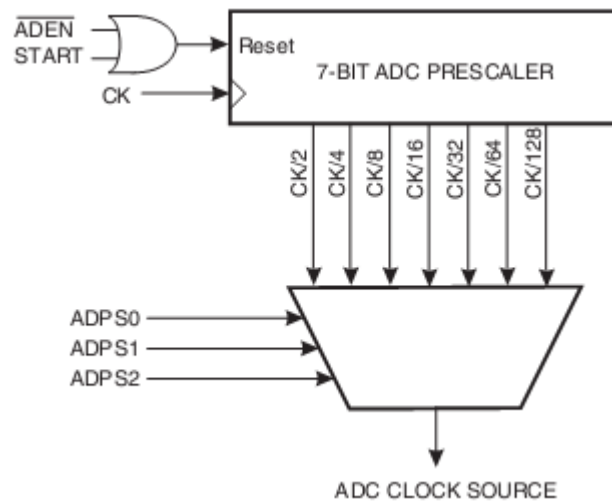 ADEN
START
Reset
7-BIT ADC PRESCALER
CK
CK/2
CK/4
CK/8
CK/16
CK/32
CK/64
CK/128
ADPS0
ADPS1
ADPS2
ADC CLOCK SOURCE